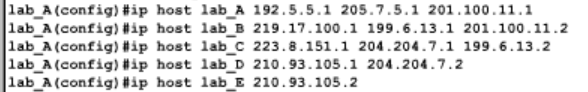 lab_A(config)#ip host lab_A 192.5.5.1 205.7.5.1 201.100.11.1
lab_A(config)#ip host lab_B 219.17.100.1 199.6.13.1 201.100.11.2
lab_A(config)#ip host lab_C 223.8.151.1 204.204.7.1 199.6.13.2
lab_A(config)#ip host lab_D 210.93.105.1 204.204.7.2
lab_A(config)#ip host lab_E 210.93.105.2